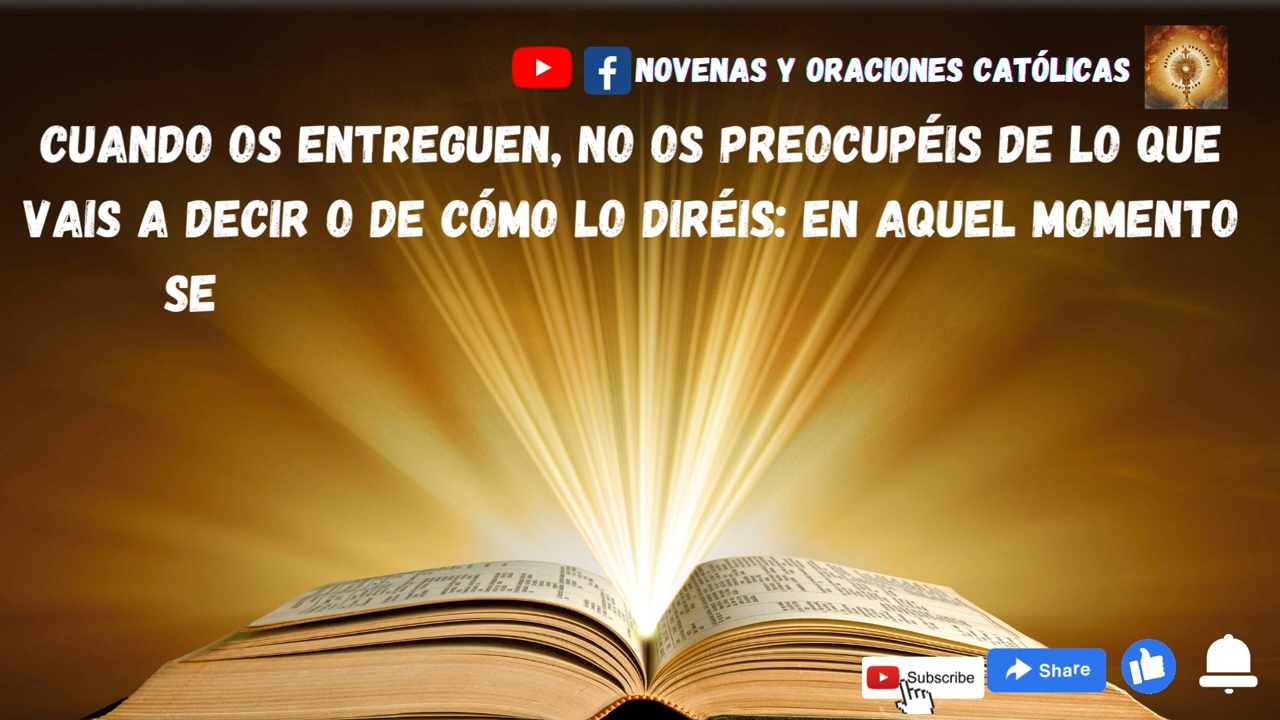 NOVENAS Y ORACIONES CATÓLICAS
CUANDO OS ENTREGUEN, NO OS PREOCUPÉIS DE LO QUE
VAIS A DECIR O DE CÓMO LO DIRÉIS: EN AQUEL MOMENTO
SE
Subscribe
Share